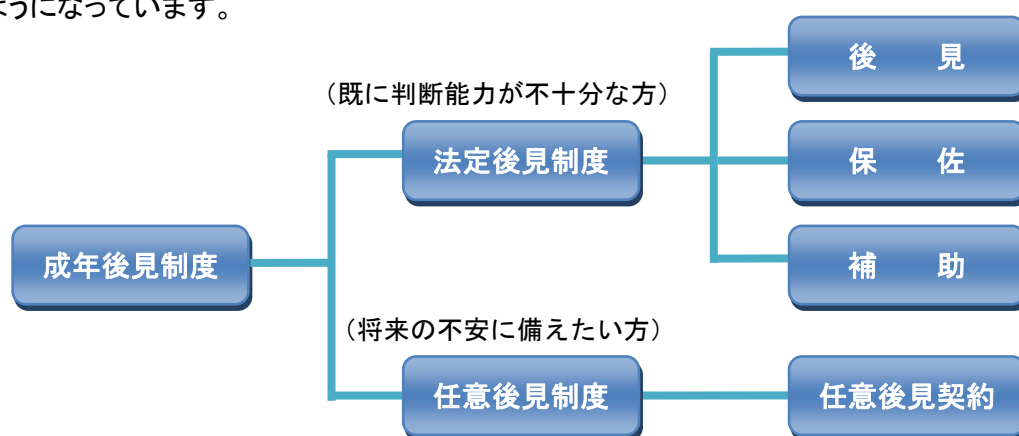 ようになっています。
後　見
(既に判断能力が不十分な方)
法定後見制度
保　佐
成年後見制度
補　助
(将来の不安に備えたい方)
任意後見制度
任意後見契約